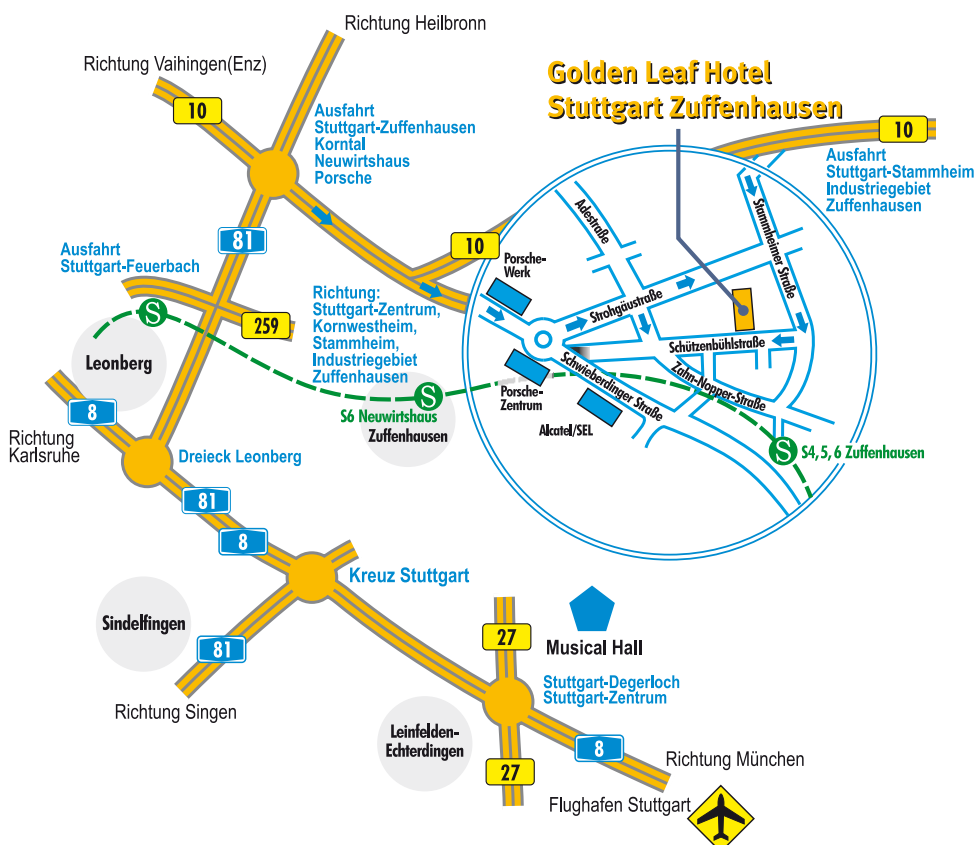 Richtung Heilbronn
Richtung Vaihingen(Enz)
10
Ausfahrt
Stuttgart-Zuffenhausen
Korntal
Neuwirtshaus
Porsche
Golden Leaf Hotel
Stuttgart Zuffenhausen
10
Ausfahrt
Stuttgart-Stammheim
Industriegebiet
Zuffenhausen
81
Ausfahrt
Stuttgart-Feuerbach
259
10
Richtung:
Stuttgart-Zentrum,
Kornwestheim,
Stammheim,
Industriegebiet
Zuffenhausen
Adestraße
Stammheimer Straße
Porsche-
Werk
Strohgäustraße
Schützenbühlstraße
Schwieberdinger Straße
Zahn-Nopper-Straße
Porsche-
Zentrum
Alcatel/SEL
S
S4, 5, 6 Zuffenhausen
S
Leonberg
S
S6 Neuwirtshaus
Zuffenhausen
8
Richtung
Karlsruhe
Dreieck Leonberg
81
8
Kreuz Stuttgart
Sindelfingen
81
Richtung Singen
27
Musical Hall
Stuttgart-Degerloch
Stuttgart-Zentrum
Leinfelden-
Echterdingen
8
27
Richtung München
Flughafen Stuttgart